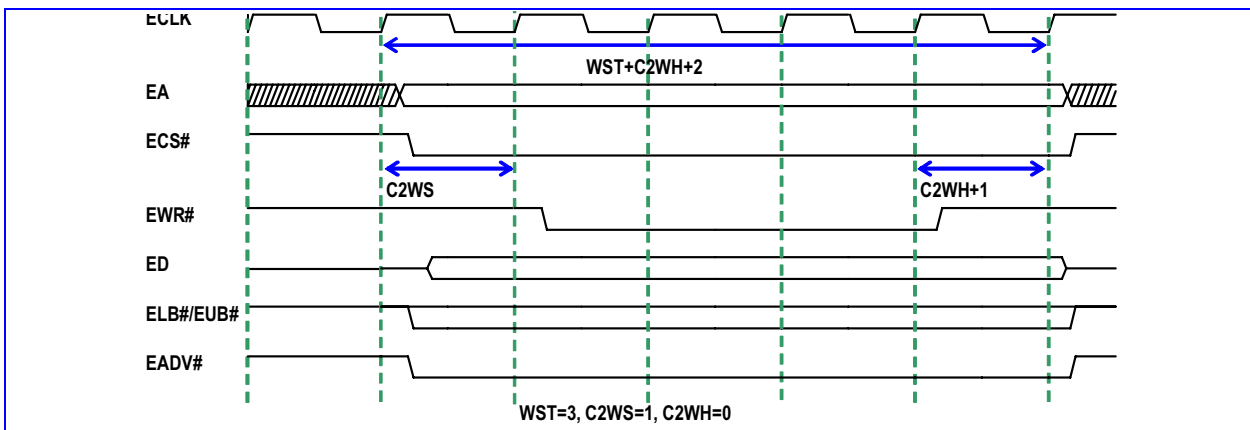 ECLK
WST+C2WH+2
EA
ECS#
C2WS
C2WH+1
EWR#
ED
ELB#/EUB#
EADV#
WST=3, C2WS=1, C2WH=0